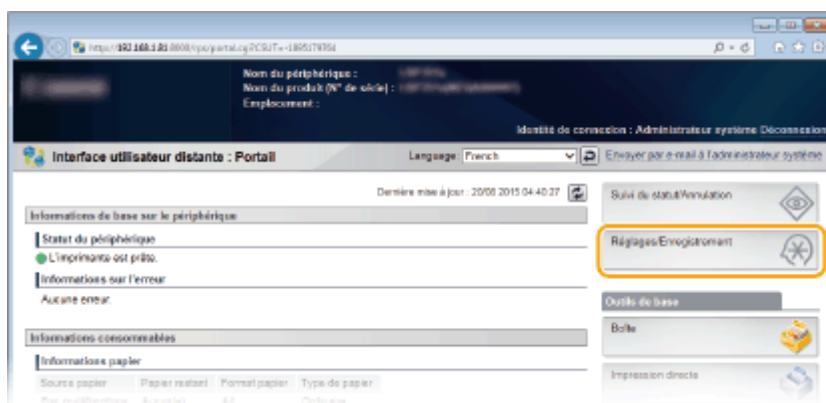 Nom du périphérique :
Nom du produit (N° de série) :
Emplacement :
Identité de connexion : Administrateur système Déconnexion
Interface utilisateur distante : Portail
Language: French
Envoyer par e-mail à l'administrateur système
Dernière mise à jour : 20/08 2015 04:40:27
Suivi du statut/Annulation
Informations de base sur le périphérique
Statut du périphérique
Réglages/Enregistrement
L'imprimante est prête.
Informations sur l'erreur
Aucune erreur.
Outils de base
Boîte
Informations consommables
Informations papier
Impression directe
Source papier Papier restant Format papier Type de papier